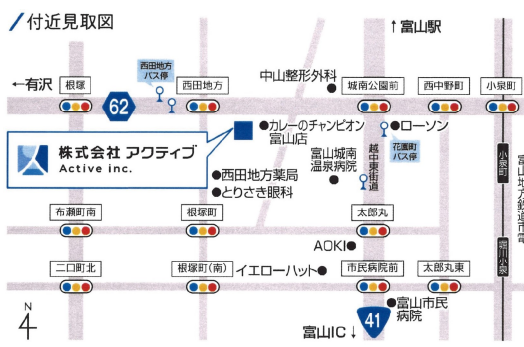 付近見取図
↑富山駅
西田地方
バス停
中山整形外科
←有沢
根塚
西田地方
城南公園前
西中野町
小泉町
62
カレーのチャンピオン
富山店
ローソン
花園町
バス停
株式会社 アクティブ
Active inc.
富山城南
温泉病院
越中東街道
小泉町
富山地方鉄道市電
西田地方薬局
とりさき眼科
布瀬町南
根塚町
太郎丸
堀川小泉
AOKI
二口町北
根塚町(南)
イエローハット
市民病院前
太郎丸東
N
4
41
富山市民
病院
富山IC↓